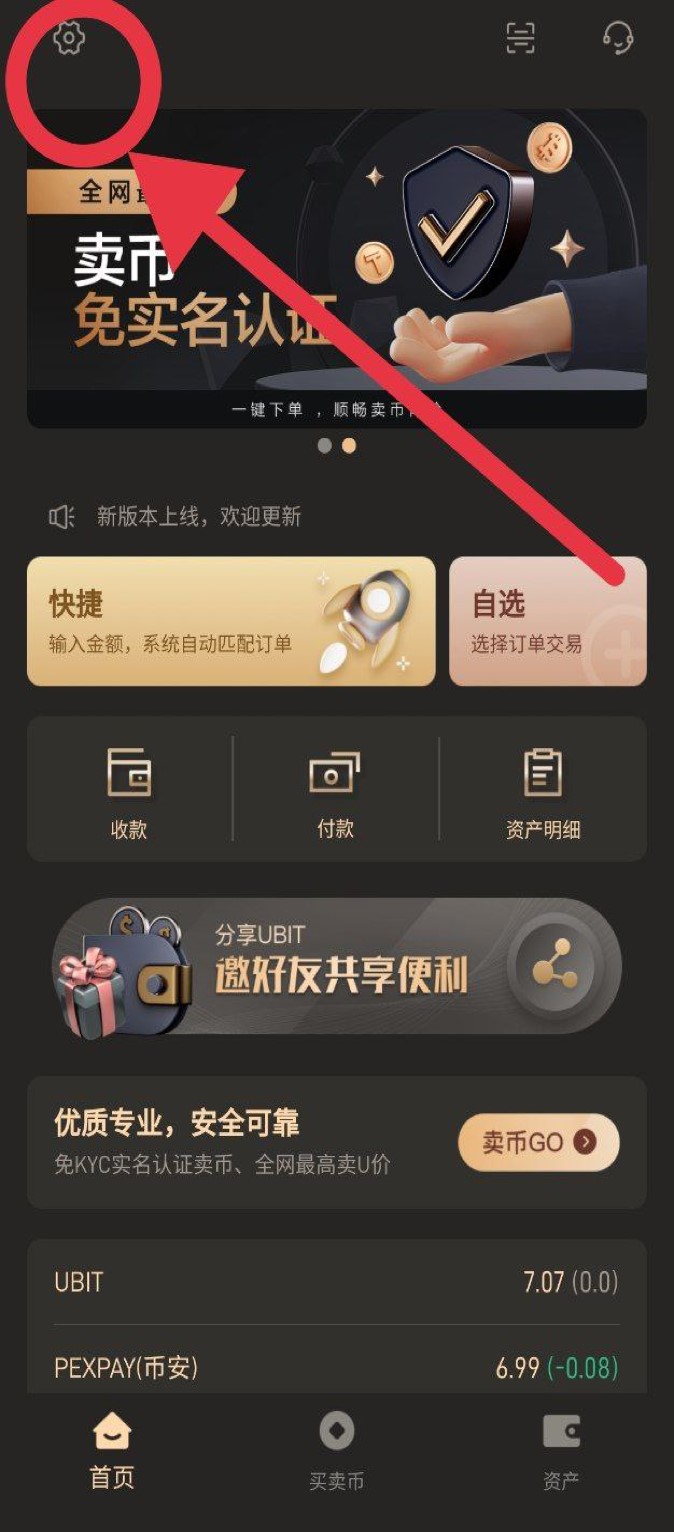 全网
卖币
免实名认证
一键下单，顺畅卖币
新版本上线，欢迎更新
快捷
输入金额，系统自动匹配订单
自选
选择订单交易
收款
付款
资产明细
分享UBIT
邀好友共享便利
优质专业，安全可靠
免KYC实名认证卖币、全网最高卖U价
卖币GO
UBIT
7.07 (0.0)
PEXPAY(币安)
6.99 (-0.08)
首页
买卖币
资产